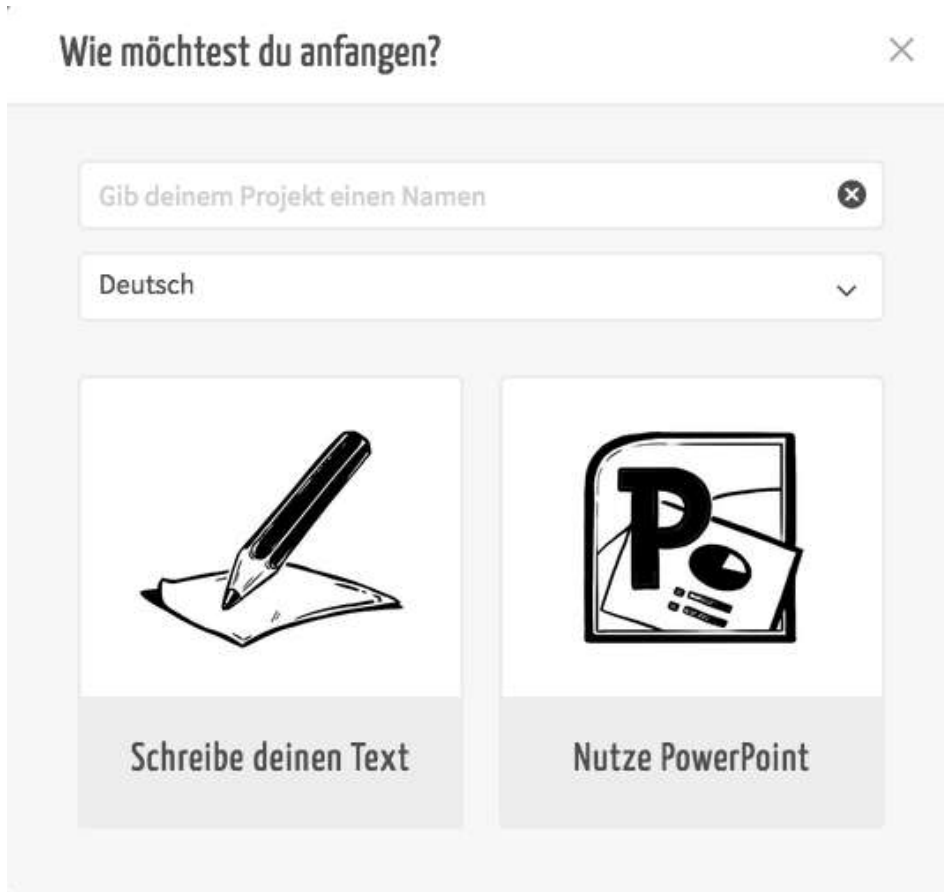 Wie möchtest du anfangen?
Gib deinem Projekt einen Namen
Deutsch
P
Schreibe deinen Text
Nutze PowerPoint